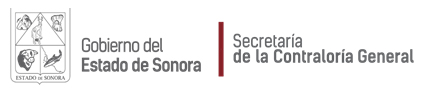 Gobierno del
Estado de Sonora
Secretaría
de la Contraloría General
ESTADO DE SONORA